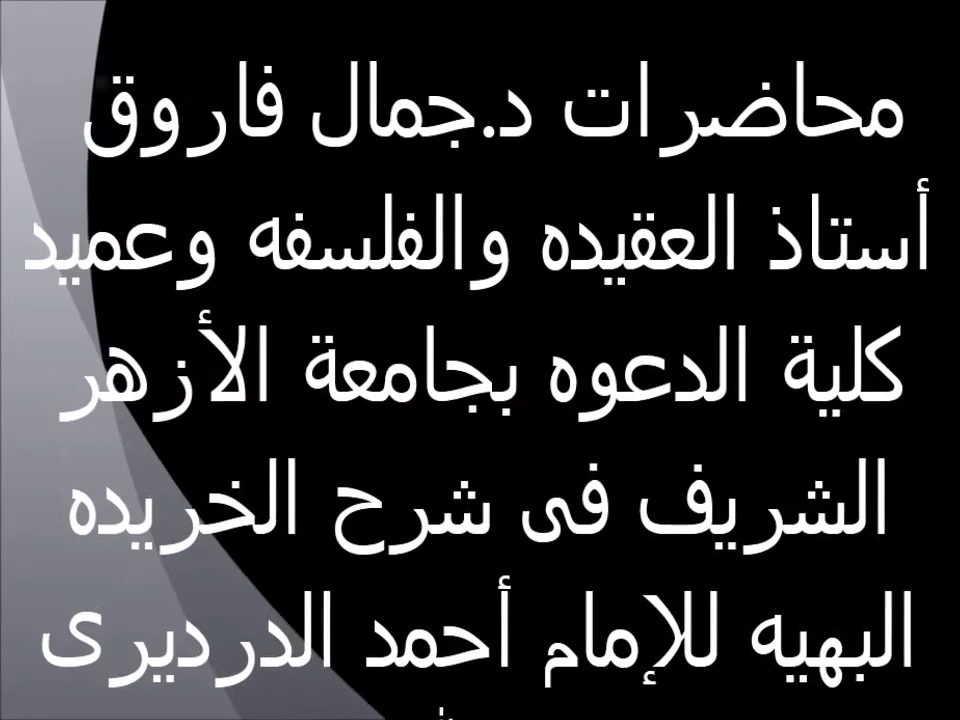 محاضرات د.جمال فاروق
أستاذ العقيده والفلسفه وعميد
كلية الدعوه بجامعة الأزهر
الشريف فى شرح الخريده
البهيه للإمام أحمد الدرديرى